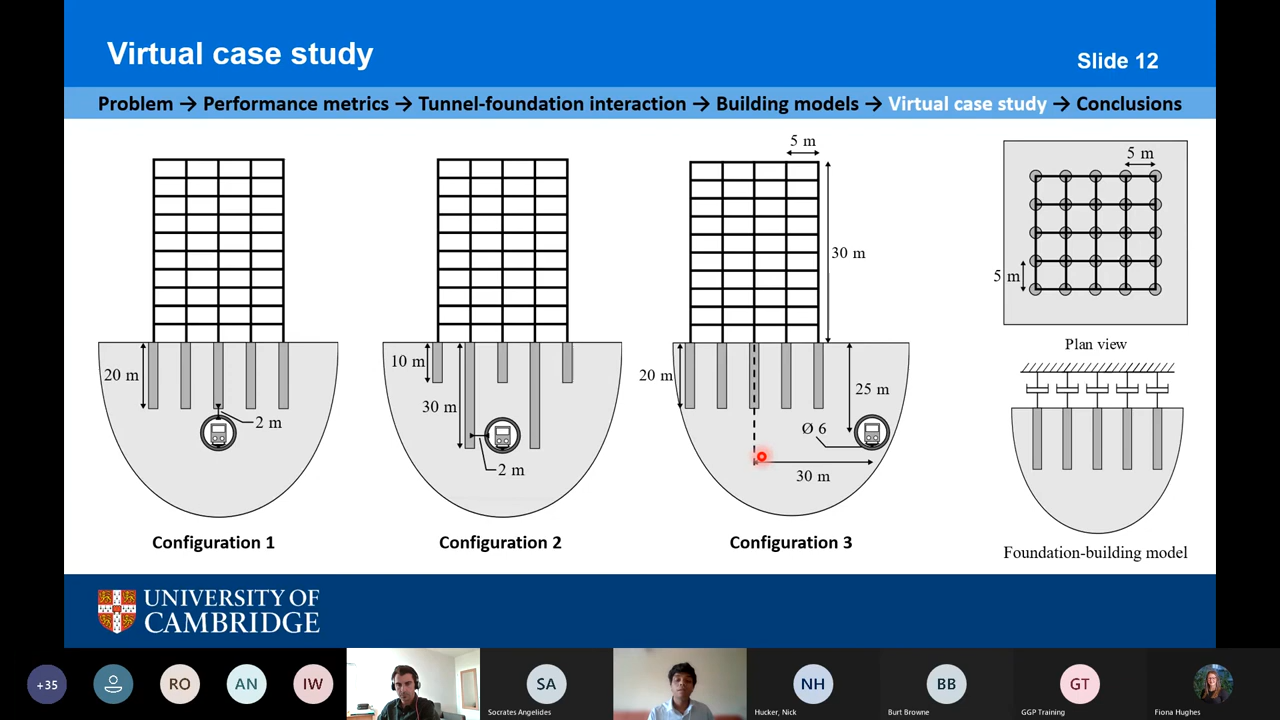 Virtual case study
Slide 12
Problem → Performance metrics → Tunnel-foundation interaction → Building models → Virtual case study → Conclusions
20 m
2 m
Configuration 1
10 m
30 m
2 m
Configuration 2
5 m
30 m
20 m
25 m
Ø 6
30 m
Configuration 3
5 m
5 m
Plan view
Foundation-building model
UNIVERSITY OF
CAMBRIDGE
+35
RO
AN
IW
SA
Socrates Angelides
NH
Hucker, Nick
BB
Burt Browne
GT
GGP Training
Fiona Hughes